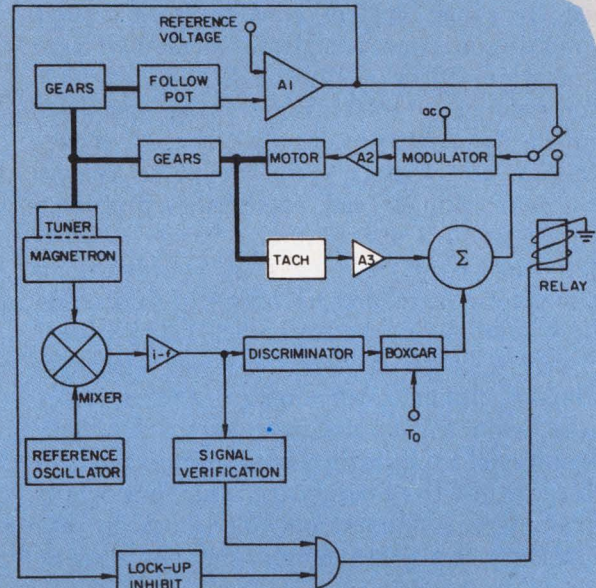 REFERENCE
VOLTAGE
GEARS
FOLLOW
POT
A1
ac
GEARS
MOTOR
A2
MODULATOR
TUNER
MAGNETRON
TACH
A3
Σ
RELAY
i-f
DISCRIMINATOR
BOXCAR
MIXER
TO
REFERENCE
OSCILLATOR
SIGNAL
VERIFICATION
LOCK-UP
INHIBIT